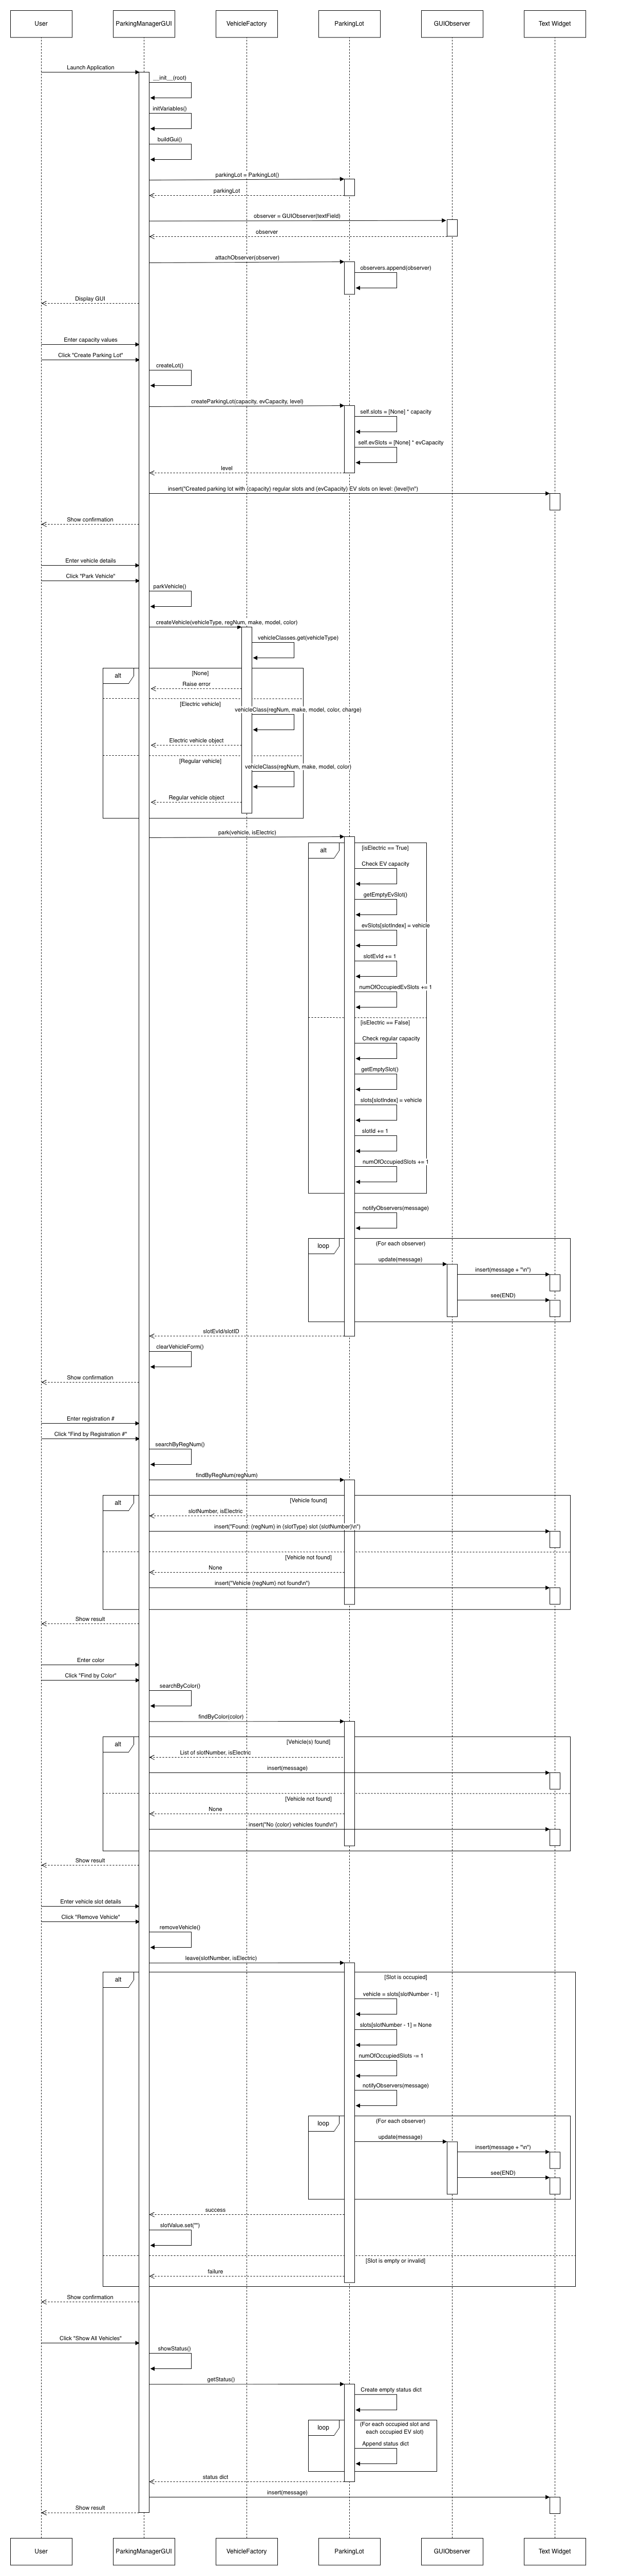 User
ParkingManagerGUI
VehicleFactory
ParkingLot
GUIObserver
Text Widget
Launch Application
__init__(root)
initVariables()
buildGui()
parkingLot = ParkingLot()
parkingLot
observer = GUIObserver(textField)
observer
attachObserver(observer)
observers.append(observer)
Display GUI
Enter capacity values
Click "Create Parking Lot"
createLot()
createParkingLot(capacity, evCapacity, level)
self.slots = [None] * capacity
self.evSlots = [None] * evCapacity
level
insert("Created parking lot with {capacity} regular slots and {evCapacity} EV slots on level: {level}\n")
Show confirmation
Enter vehicle details
Click "Park Vehicle"
parkVehicle()
createVehicle(vehicleType, regNum, make, model, color)
vehicleClasses.get(vehicleType)
alt
[None]
Raise error
[Electric vehicle]
vehicleClass(regNum, make, model, color, charge)
Electric vehicle object
[Regular vehicle]
vehicleClass(regNum, make, model, color)
Regular vehicle object
park(vehicle, isElectric)
alt
[isElectric == True]
Check EV capacity
getEmptyEvSlot()
evSlots[slotIndex] = vehicle
slotEvId += 1
numOfOccupiedEvSlots += 1
[isElectric == False]
Check regular capacity
getEmptySlot()
slots[slotIndex] = vehicle
slotId += 1
numOfOccupiedSlots += 1
notifyObservers(message)
loop
(For each observer)
update(message)
insert(message + "\n")
see(END)
slotEvId/slotID
clearVehicleForm()
Show confirmation
Enter registration #
Click "Find by Registration #"
searchByRegNum()
findByRegNum(regNum)
alt
[Vehicle found]
slotNumber, isElectric
insert("Found: {regNum} in {slotType} slot {slotNumber}\n")
[Vehicle not found]
None
insert("Vehicle {regNum} not found\n")
Show result
Enter color
Click "Find by Color"
searchByColor()
findByColor(color)
alt
[Vehicle(s) found]
List of slotNumber, isElectric
insert(message)
[Vehicle not found]
None
insert("No {color} vehicles found\n")
Show result
Enter vehicle slot details
Click "Remove Vehicle"
removeVehicle()
leave(slotNumber, isElectric)
alt
[Slot is occupied]
vehicle = slots[slotNumber - 1]
slots[slotNumber - 1] = None
numOfOccupiedSlots -= 1
notifyObservers(message)
loop
(For each observer)
update(message)
insert(message + "\n")
see(END)
success
slotValue.set("")
[Slot is empty or invalid]
failure
Show confirmation
Click "Show All Vehicles"
showStatus()
getStatus()
Create empty status dict
loop
(For each occupied slot and
each occupied EV slot)
Append status dict
status dict
insert(message)
Show result
User
ParkingManagerGUI
VehicleFactory
ParkingLot
GUIObserver
Text Widget